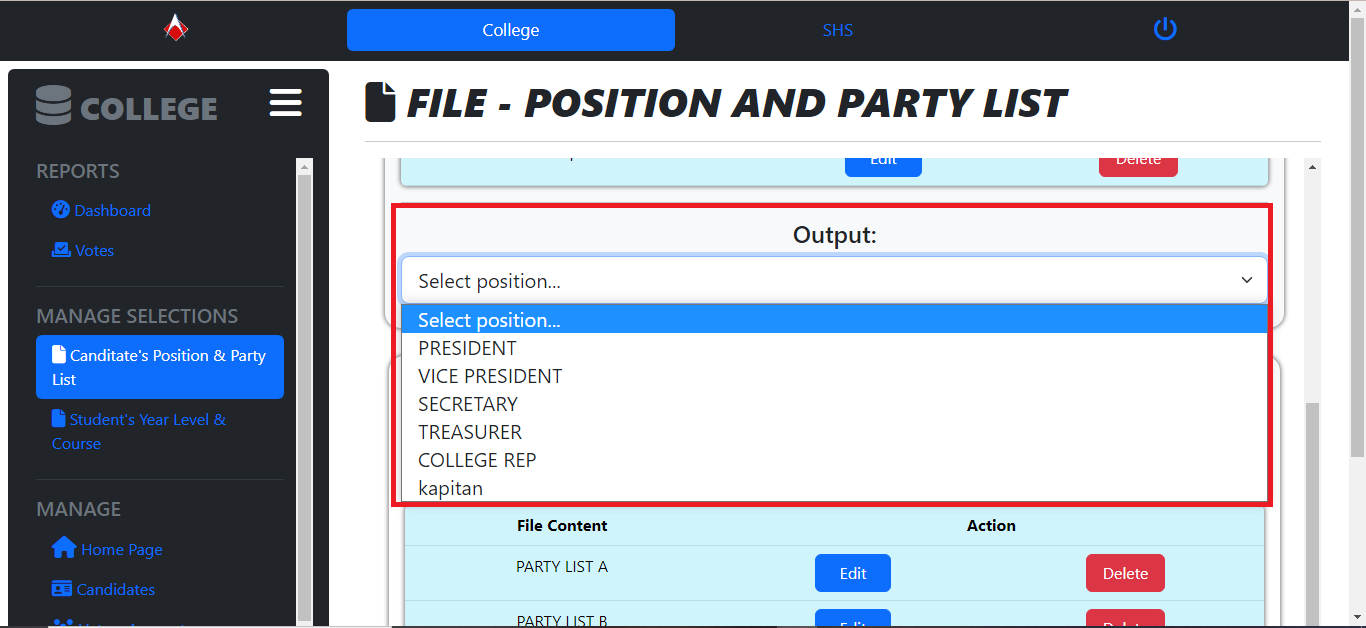 College
SHS
COLLEGE
REPORTS
Dashboard
Votes
MANAGE SELECTIONS
Canditate's Position & Party
List
Student's Year Level &
Course
MANAGE
Home Page
Candidates
FILE - POSITION AND PARTY LIST
Edit
Delete
Output:
Select position...
Select position...
PRESIDENT
VICE PRESIDENT
SECRETARY
TREASURER
COLLEGE REP
kapitan
File Content
Action
PARTY LIST A
Edit
Delete
PARTY LIST B
Edit
Delete